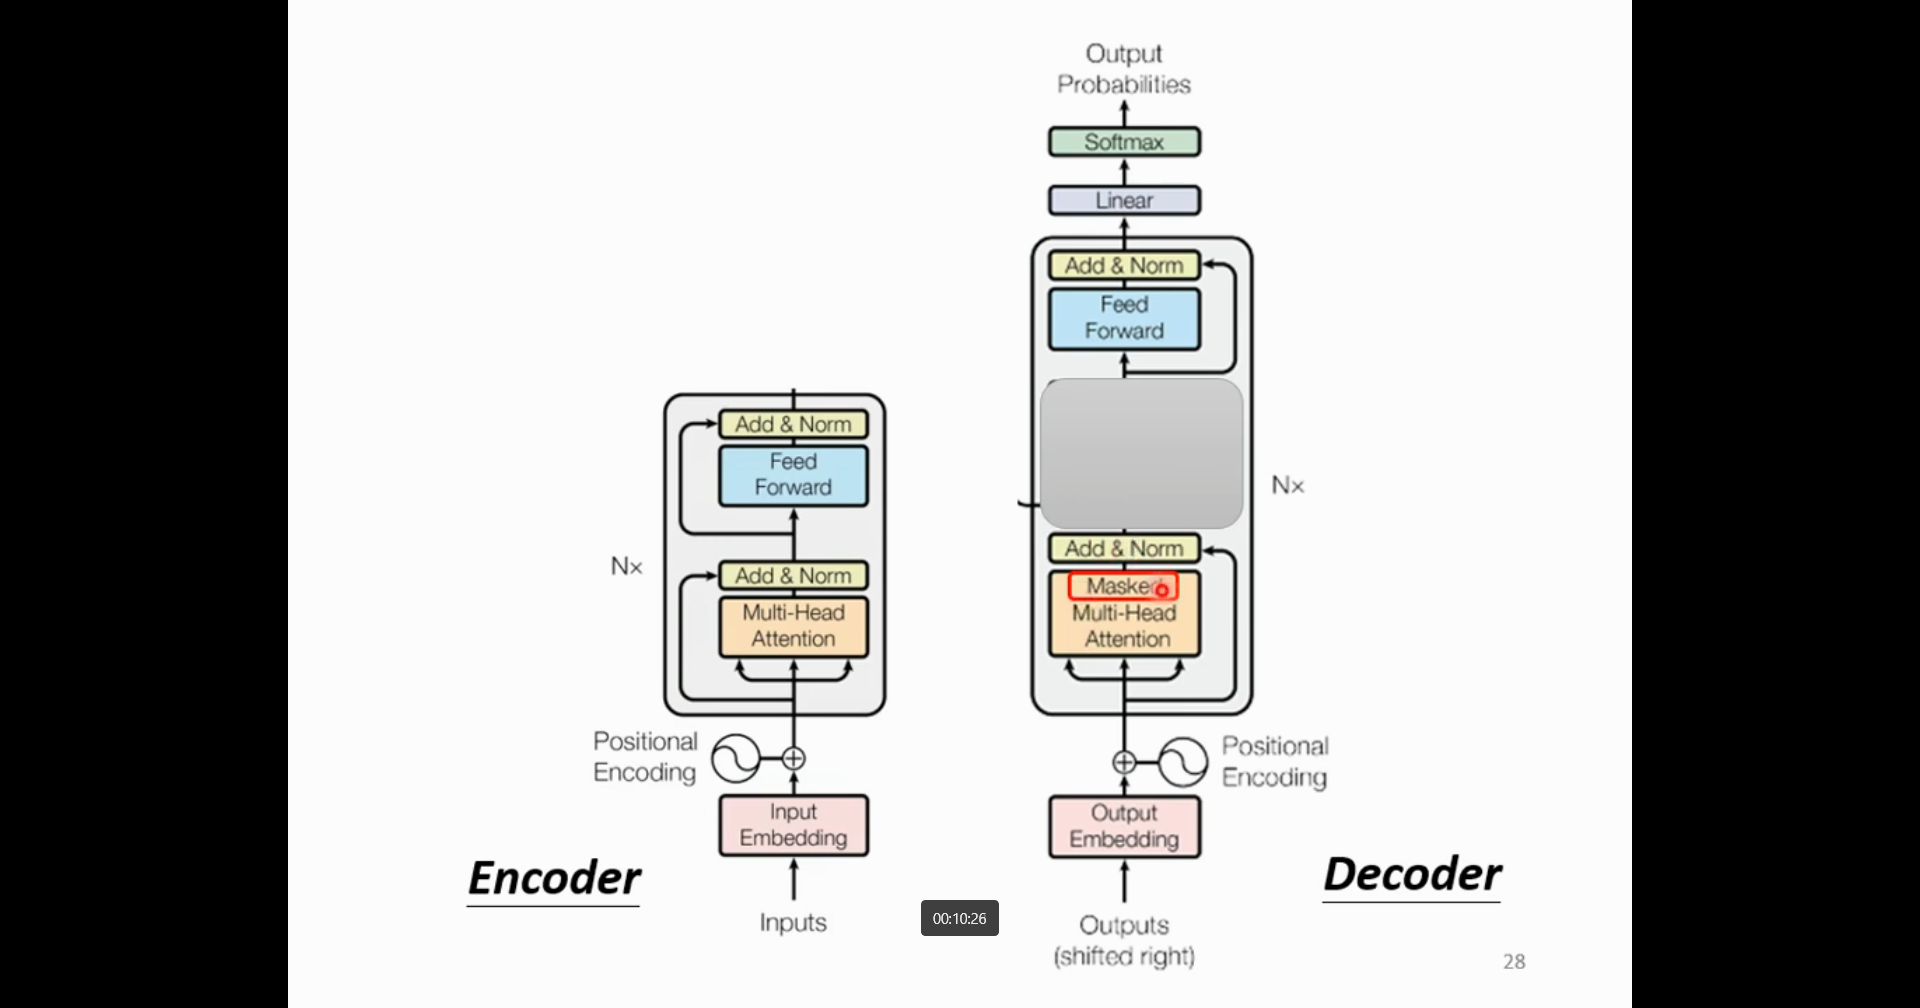 Output
Probabilities
Softmax
Linear
Add & Norm
Feed
Forward
Add & Norm
Masked
Multi-Head
Attention
Nx
Positional
Encoding
Output
Embedding
Outputs
(shifted right)
Decoder
Add & Norm
Feed
Forward
Add & Norm
Multi-Head
Attention
Nx
Positional
Encoding
Input
Embedding
Inputs
Encoder
00:10:26
28